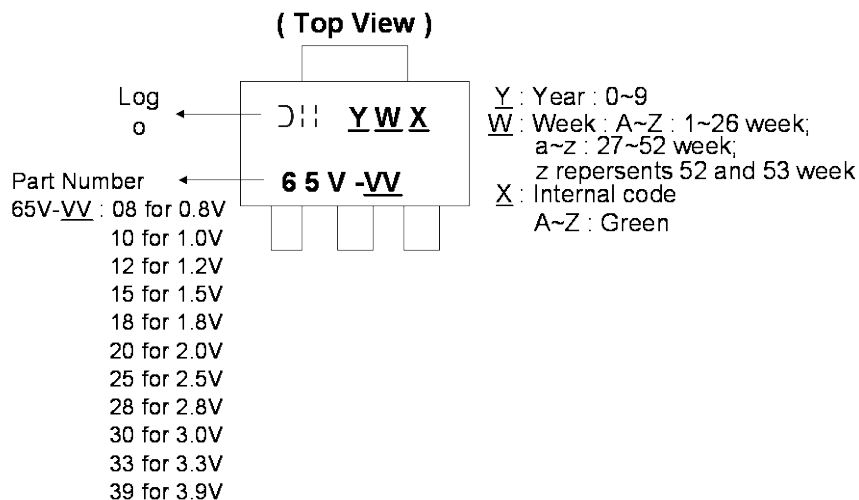 ( Top View )
Log
o
Y W X
Y : Year : 0~9
W : Week : A~Z : 1~26 week;
a~z : 27~52 week;
z repersents 52 and 53 week
X : Internal code
A~Z : Green
Part Number
6 5 V -VV
65V-VV : 08 for 0.8V
10 for 1.0V
12 for 1.2V
15 for 1.5V
18 for 1.8V
20 for 2.0V
25 for 2.5V
28 for 2.8V
30 for 3.0V
33 for 3.3V
39 for 3.9V